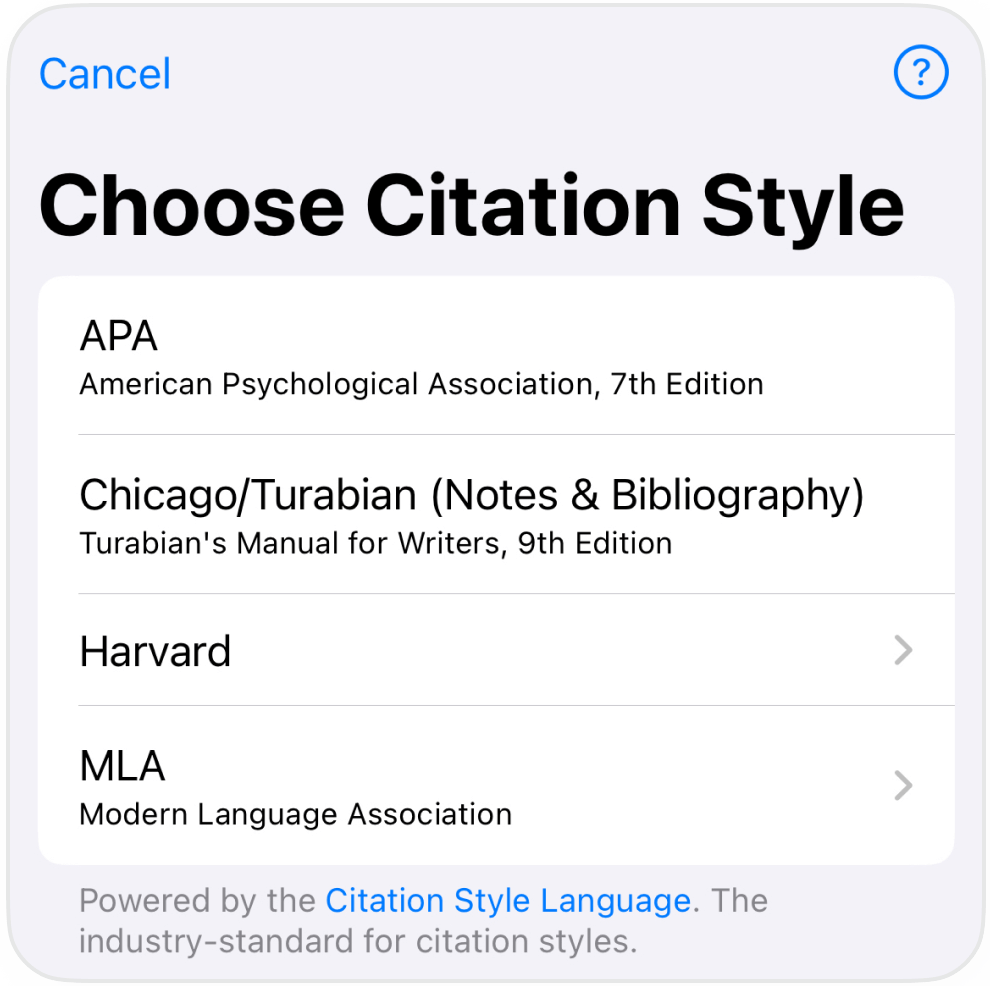 Cancel
?
Choose Citation Style
APA
American Psychological Association, 7th Edition
Chicago/Turabian (Notes & Bibliography)
Turabian's Manual for Writers, 9th Edition
Harvard
MLA
Modern Language Association
Powered by the Citation Style Language. The
industry-standard for citation styles.